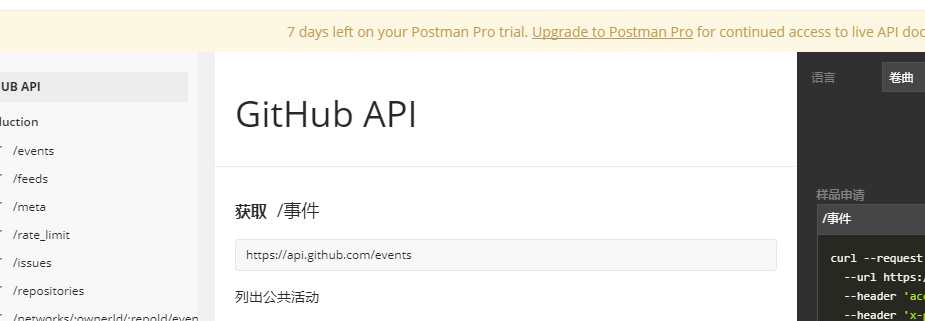 7 days left on your Postman Pro trial. Upgrade to Postman Pro for continued access to live API doc
UB API
/events
/feeds
/meta
/rate_limit
/issues
/repositories
GitHub API
获取 /事件
https://api.github.com/events
列出公共活动
语言 卷曲
样品申请
/事件
curl --request
--url https:/
--header 'acc
--header 'x-